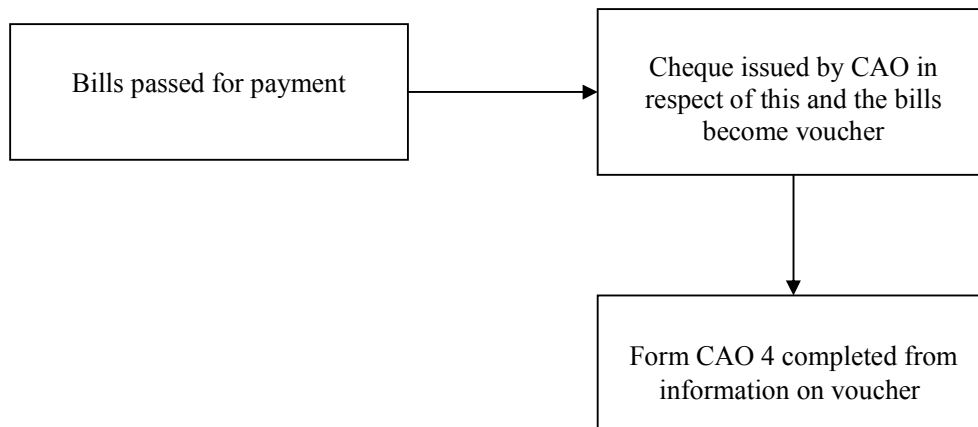 Bills passed for payment
Cheque issued by CAO in
respect of this and the bills
become voucher
Form CAO 4 completed from
information on voucher